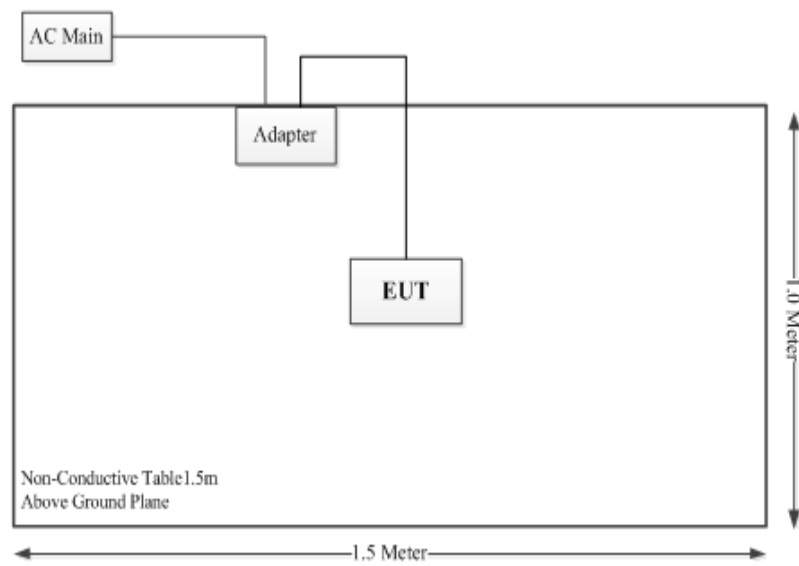 AC Main
Adapter
EUT
1.0 Meter
Non-Conductive Table1.5m
Above Ground Plane
1.5 Meter